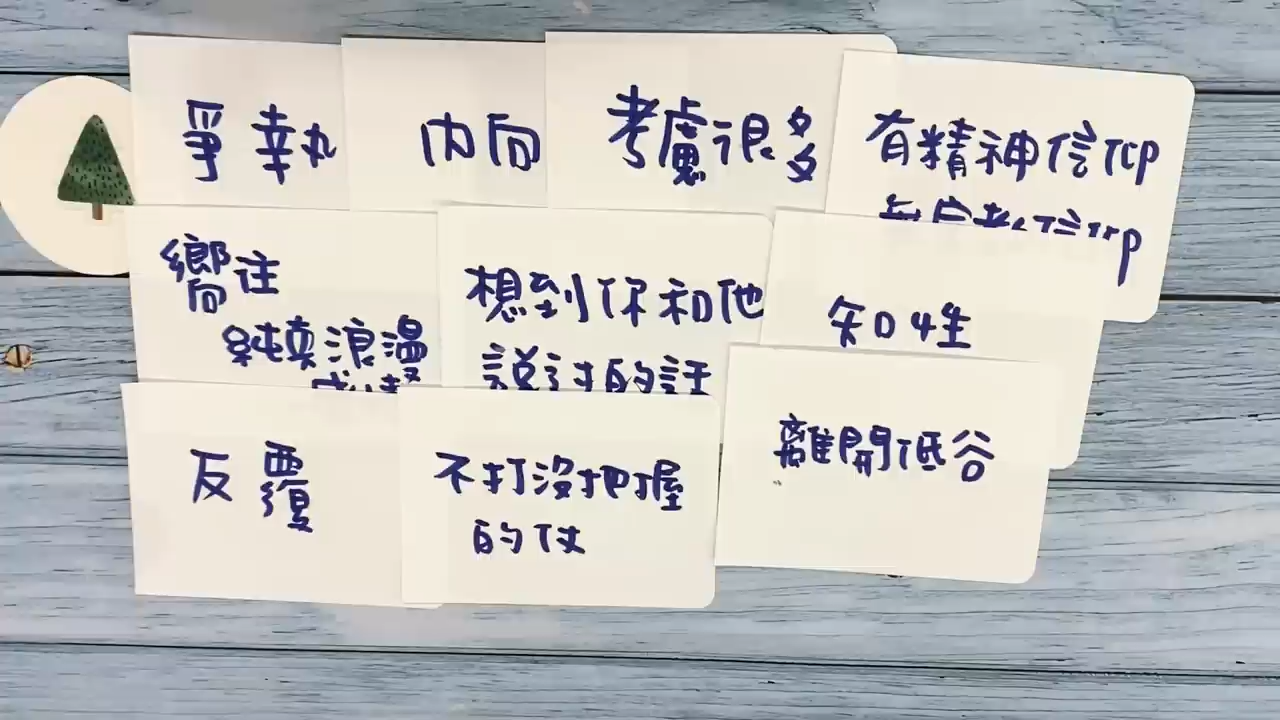 爭執
內向
考慮很多
有精神信仰
嚮往
純真浪漫
想到你和他
說過的話
知性
反覆
不打沒把握
的仗
離開低谷